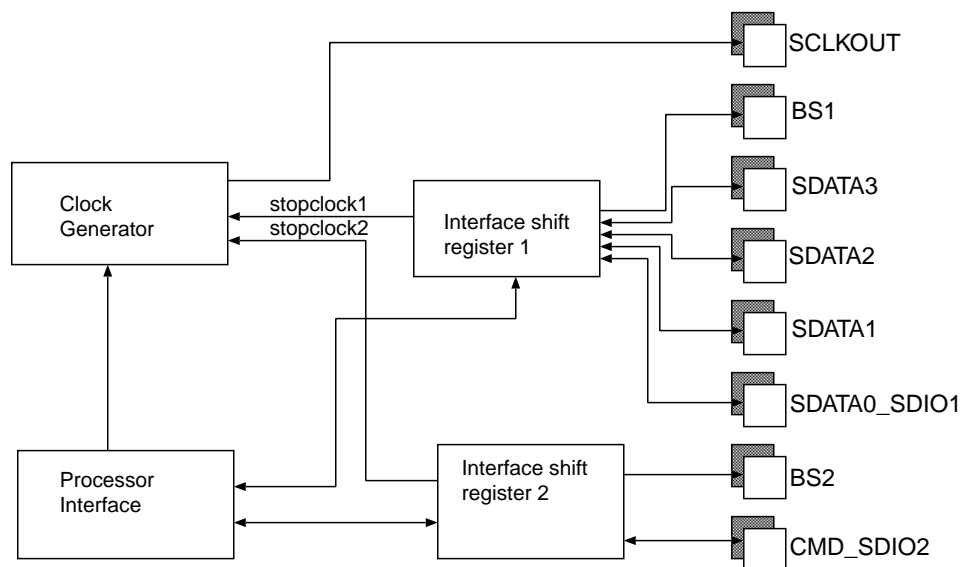 SCLKOUT
BS1
SDATA3
Clock
Generator
stopclock1
stopclock2
Interface shift
register 1
SDATA2
SDATA1
SDATA0_SDIO1
Processor
Interface
Interface shift
register 2
BS2
CMD_SDIO2